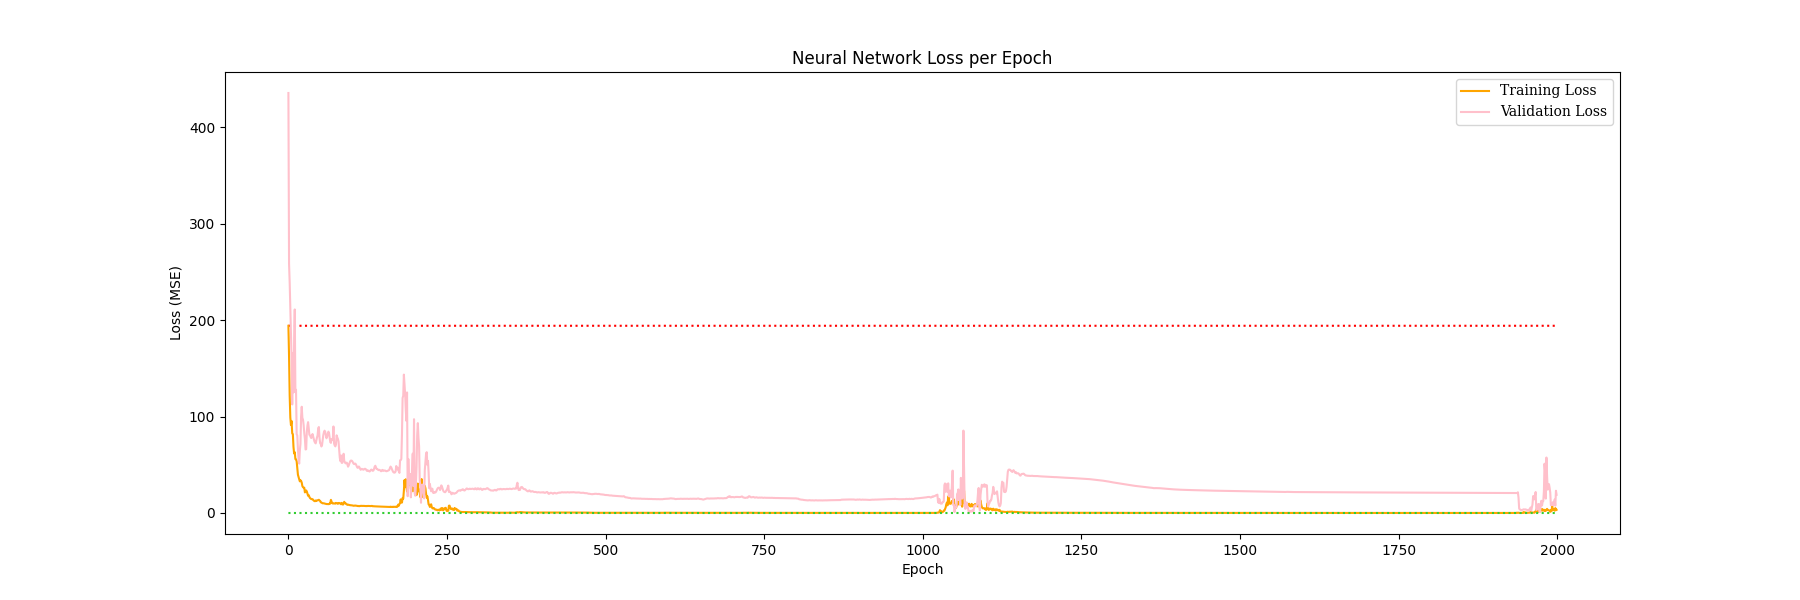 Neural Network Loss per Epoch
Training Loss
Validation Loss
Loss (MSE)
400
300
200
100
0
0 250 500 750 1000 1250 1500 1750 2000
Epoch